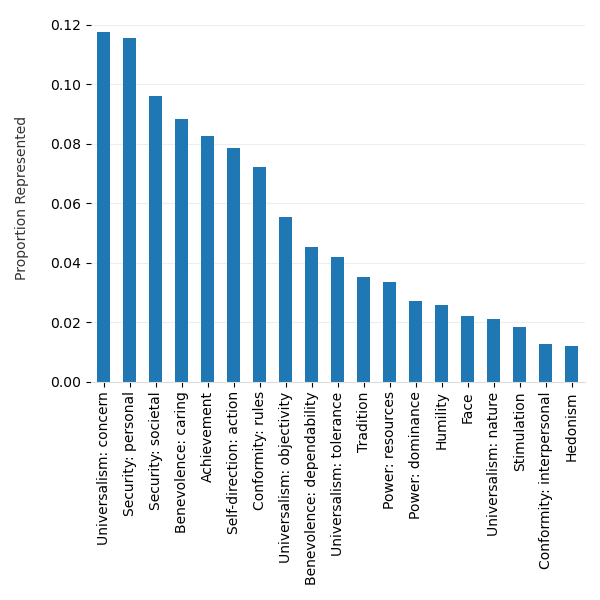 0.12
0.10
0.08
0.06
0.04
0.02
0.00
Proportion Represented
Universalism: concern
Security: personal
Security: societal
Benevolence: caring
Achievement
Self-direction: action
Conformity: rules
Universalism: objectivity
Benevolence: dependability
Universalism: tolerance
Tradition
Power: resources
Power: dominance
Humility
Face
Universalism: nature
Stimulation
Conformity: interpersonal
Hedonism